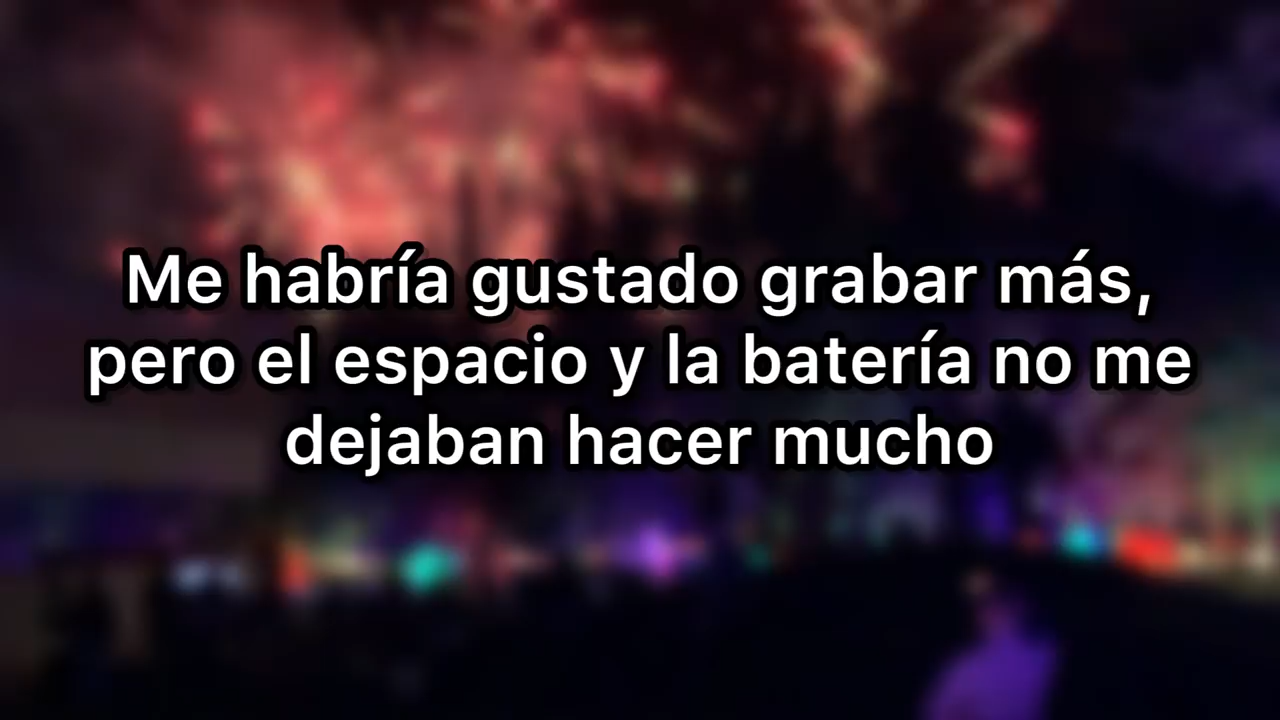 Me habría gustado grabar más,
pero el espacio y la batería no me
dejaban hacer mucho